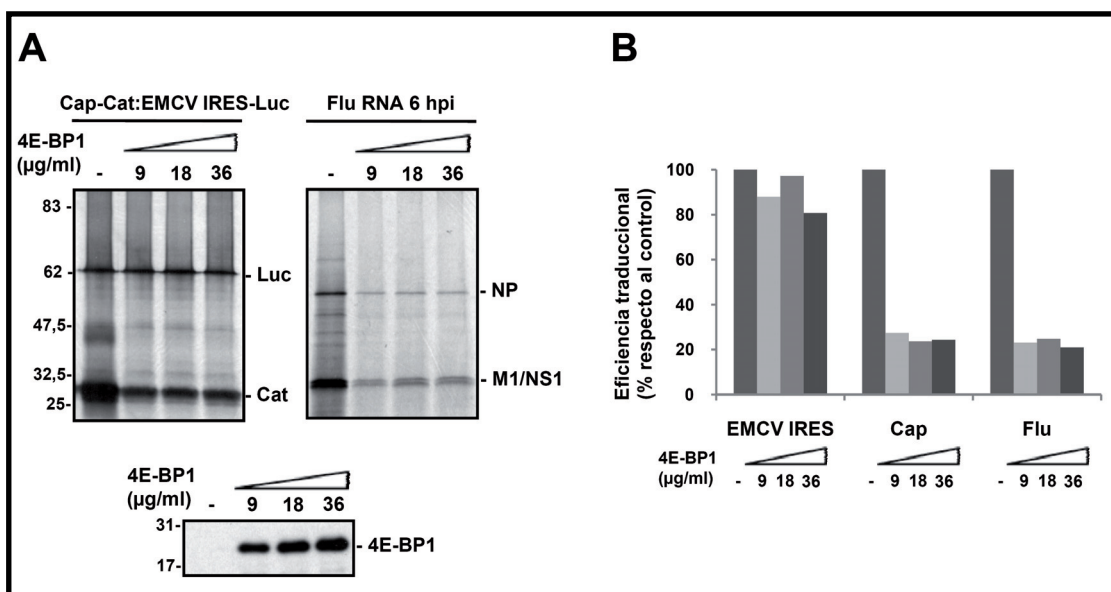 A
Cap-Cat:EMCV IRES-Luc
Flu RNA 6 hpi
4E-BP1
(µg/ml)
- 9 18 36
- 9 18 36
83 -
62 -
47,5-
32,5-
25-
- Luc
- Cat
- NP
- M1/NS1
4E-BP1
(µg/ml)
- 9 18 36
31-
17-
- 4E-BP1
B
Eficiencia traduccional
(% respecto al control)
100
80
60
40
20
0
EMCV IRES Cap Flu
4E-BP1
(µg/ml)
- 9 18 36 - 9 18 36 - 9 18 36